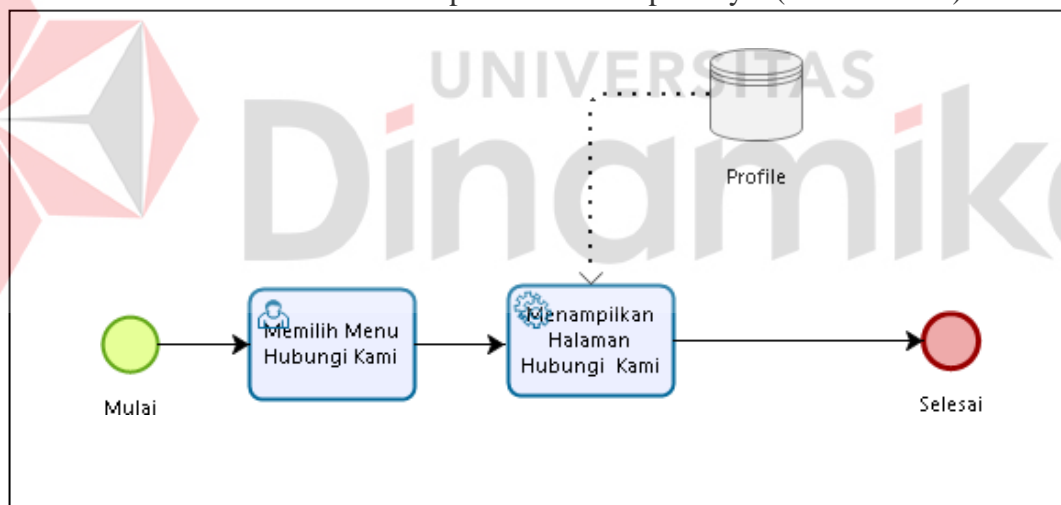 UNIVERSITAS
Dinamika
Profile
Memilih Menu
Hubungi Kami
Menampilkan
Halaman
Hubungi Kami
Mulai
Selesai